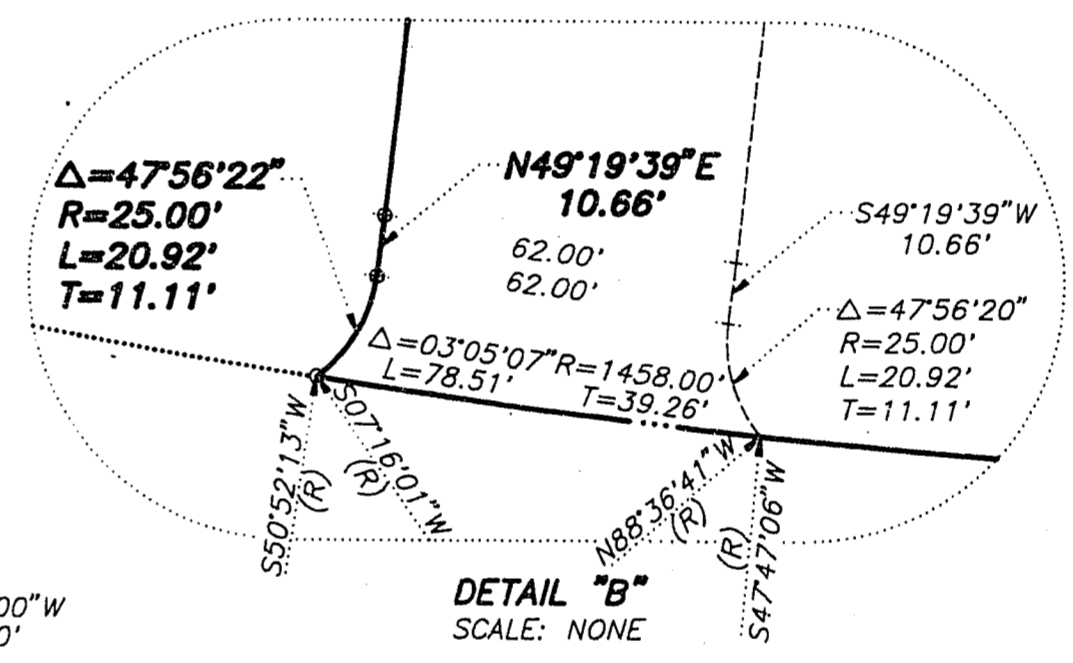 Δ=47°56'22"
R=25.00'
L=20.92'
T=11.11'
N49°19'39"E
10.66'
62.00'
62.00'
S49°19'39"W
10.66'
Δ=47°56'20"
R=25.00'
L=20.92'
T=11.11'
Δ=03°05'07" R=1458.00'
L=78.51' T=39.26'
S50°52'13"W
(R)
S07°16'01"W
(R)
N88°36'41"W
(R)
S47°47'06"W
(R)
DETAIL "B"
SCALE: NONE
00"W
0'